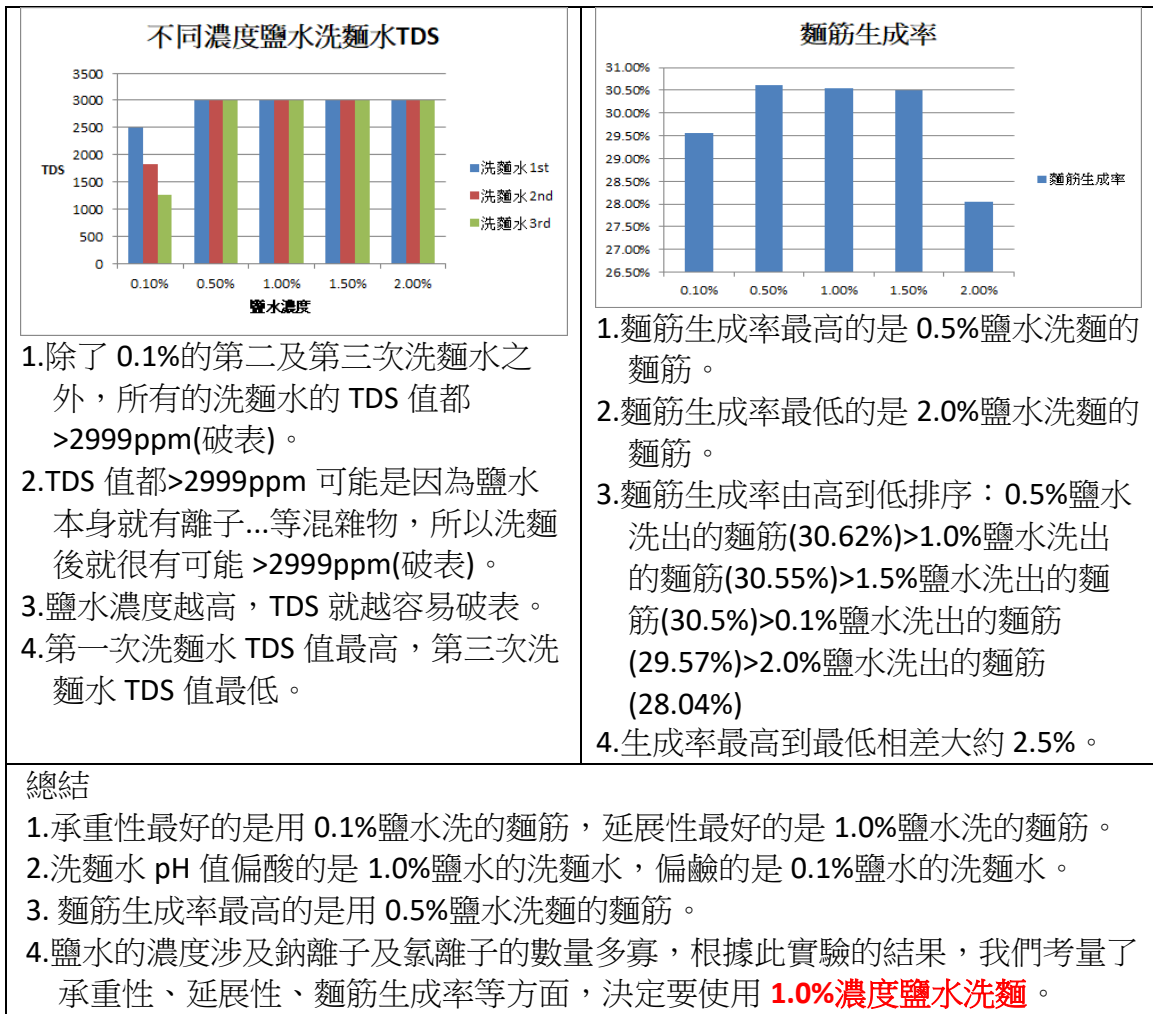 不同濃度鹽水洗麵水TDS
3500
3000
2500
2000
1500
1000
500
0
TDS
0.10% 0.50% 1.00% 1.50% 2.00%
鹽水濃度
洗麵水1st
洗麵水2nd
洗麵水3rd
1.除了 0.1%的第二及第三次洗麵水之
外，所有的洗麵水的 TDS 值都
>2999ppm(破表)。
2.TDS 值都>2999ppm 可能是因為鹽水
本身就有離子...等混雜物，所以洗麵
後就很有可能 >2999ppm(破表)。
3.鹽水濃度越高，TDS 就越容易破表。
4.第一次洗麵水 TDS 值最高，第三次洗
麵水 TDS 值最低。
麵筋生成率
31.00%
30.50%
30.00%
29.50%
29.00%
28.50%
28.00%
27.50%
27.00%
26.50%
0.10% 0.50% 1.00% 1.50% 2.00%
麵筋生成率
1.麵筋生成率最高的是 0.5%鹽水洗麵的
麵筋。
2.麵筋生成率最低的是 2.0%鹽水洗麵的
麵筋。
3.麵筋生成率由高到低排序：0.5%鹽水
洗出的麵筋(30.62%)>1.0%鹽水洗出
的麵筋(30.55%)>1.5%鹽水洗出的麵
筋(30.5%)>0.1%鹽水洗出的麵筋
(29.57%)>2.0%鹽水洗出的麵筋
(28.04%)
4.生成率最高到最低相差大約 2.5%。
總結
1.承重性最好的是用 0.1%鹽水洗的麵筋，延展性最好的是 1.0%鹽水洗的麵筋。
2.洗麵水 pH 值偏酸的是 1.0%鹽水的洗麵水，偏鹼的是 0.1%鹽水的洗麵水。
3. 麵筋生成率最高的是用 0.5%鹽水洗麵的麵筋。
4.鹽水的濃度涉及鈉離子及氯離子的數量多寡，根據此實驗的結果，我們考量了
承重性、延展性、麵筋生成率等方面，決定要使用 1.0%濃度鹽水洗麵。